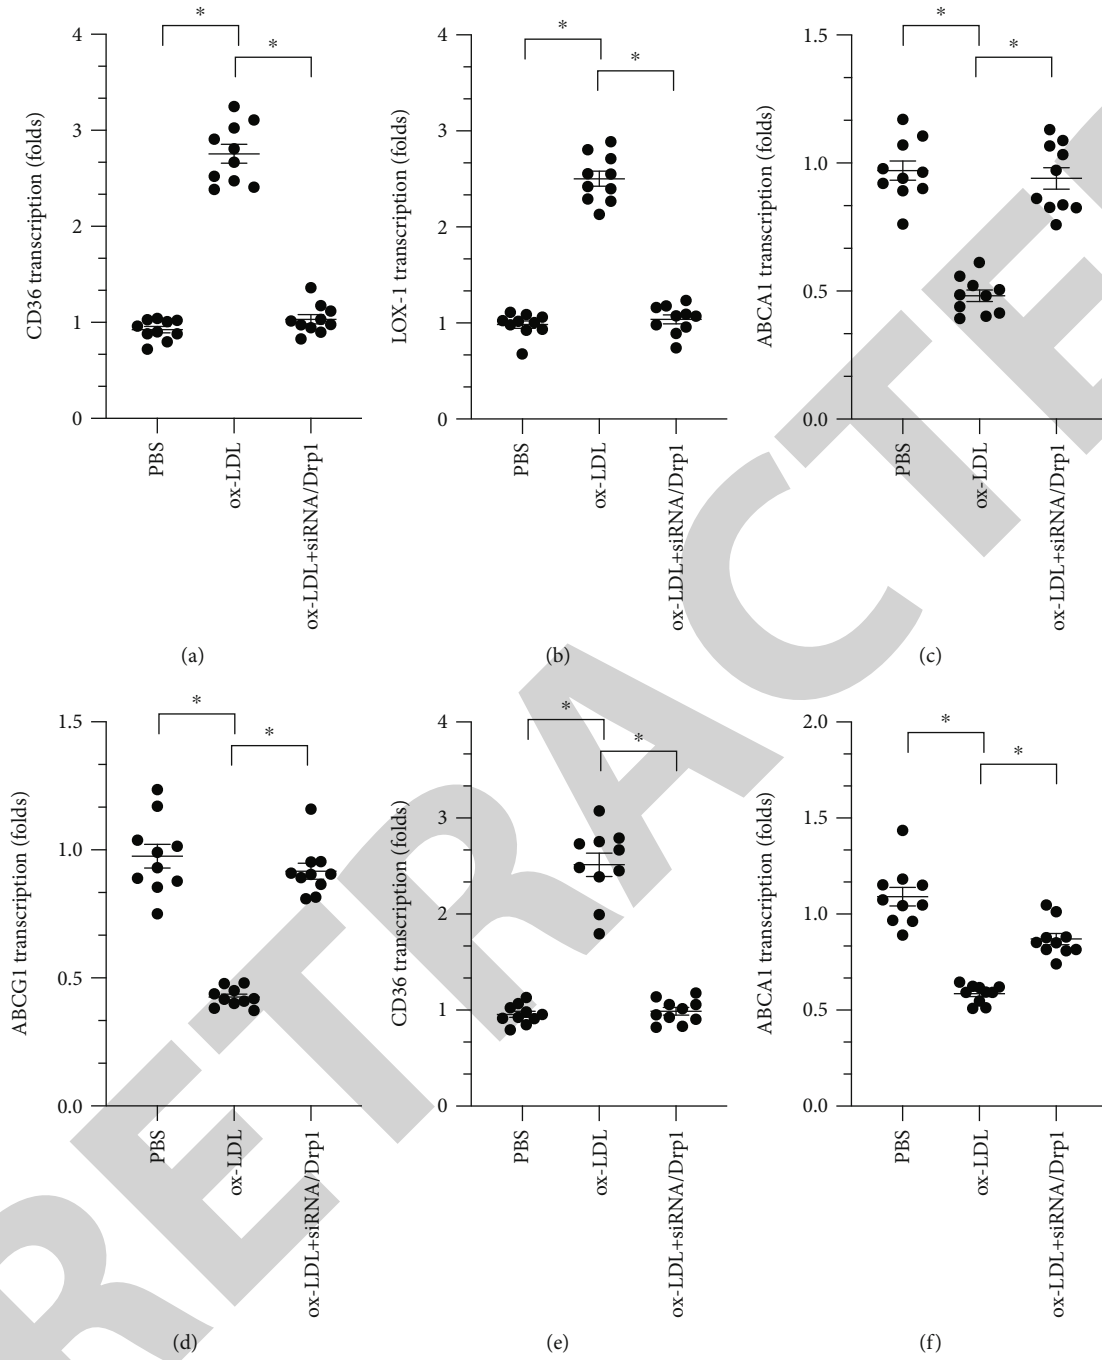 *
*
4
3
2
1
0
CD36 transcription (folds)
PBS
ox-LDL
ox-LDL+siRNA/Drp1
(a)
*
*
4
3
2
1
0
LOX-1 transcription (folds)
PBS
ox-LDL
ox-LDL+siRNA/Drp1
(b)
*
*
1.5
1.0
0.5
0.0
ABCA1 transcription (folds)
PBS
ox-LDL
ox-LDL+siRNA/Drp1
(c)
*
*
1.5
1.0
0.5
0.0
ABCG1 transcription (folds)
PBS
ox-LDL
ox-LDL+siRNA/Drp1
(d)
*
*
4
3
2
1
0
CD36 transcription (folds)
PBS
ox-LDL
ox-LDL+siRNA/Drp1
(e)
*
*
2.0
1.5
1.0
0.5
0.0
ABCA1 transcription (folds)
PBS
ox-LDL
ox-LDL+siRNA/Drp1
(f)
RETRACTE